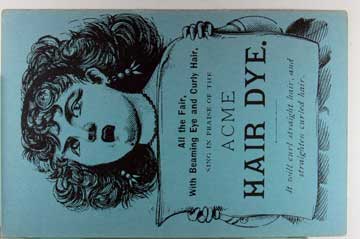 All the Fair,
With Beaming Eye and Curly Hair,
SING IN PRAISE OF THE
ACME
HAIR DYE.
It will curl straight hair, and
straighten curled hair.